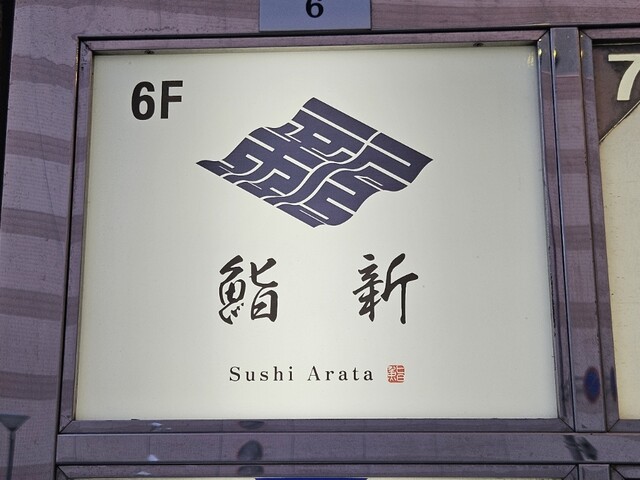 6
6F
7
鮨 新
Sushi Arata